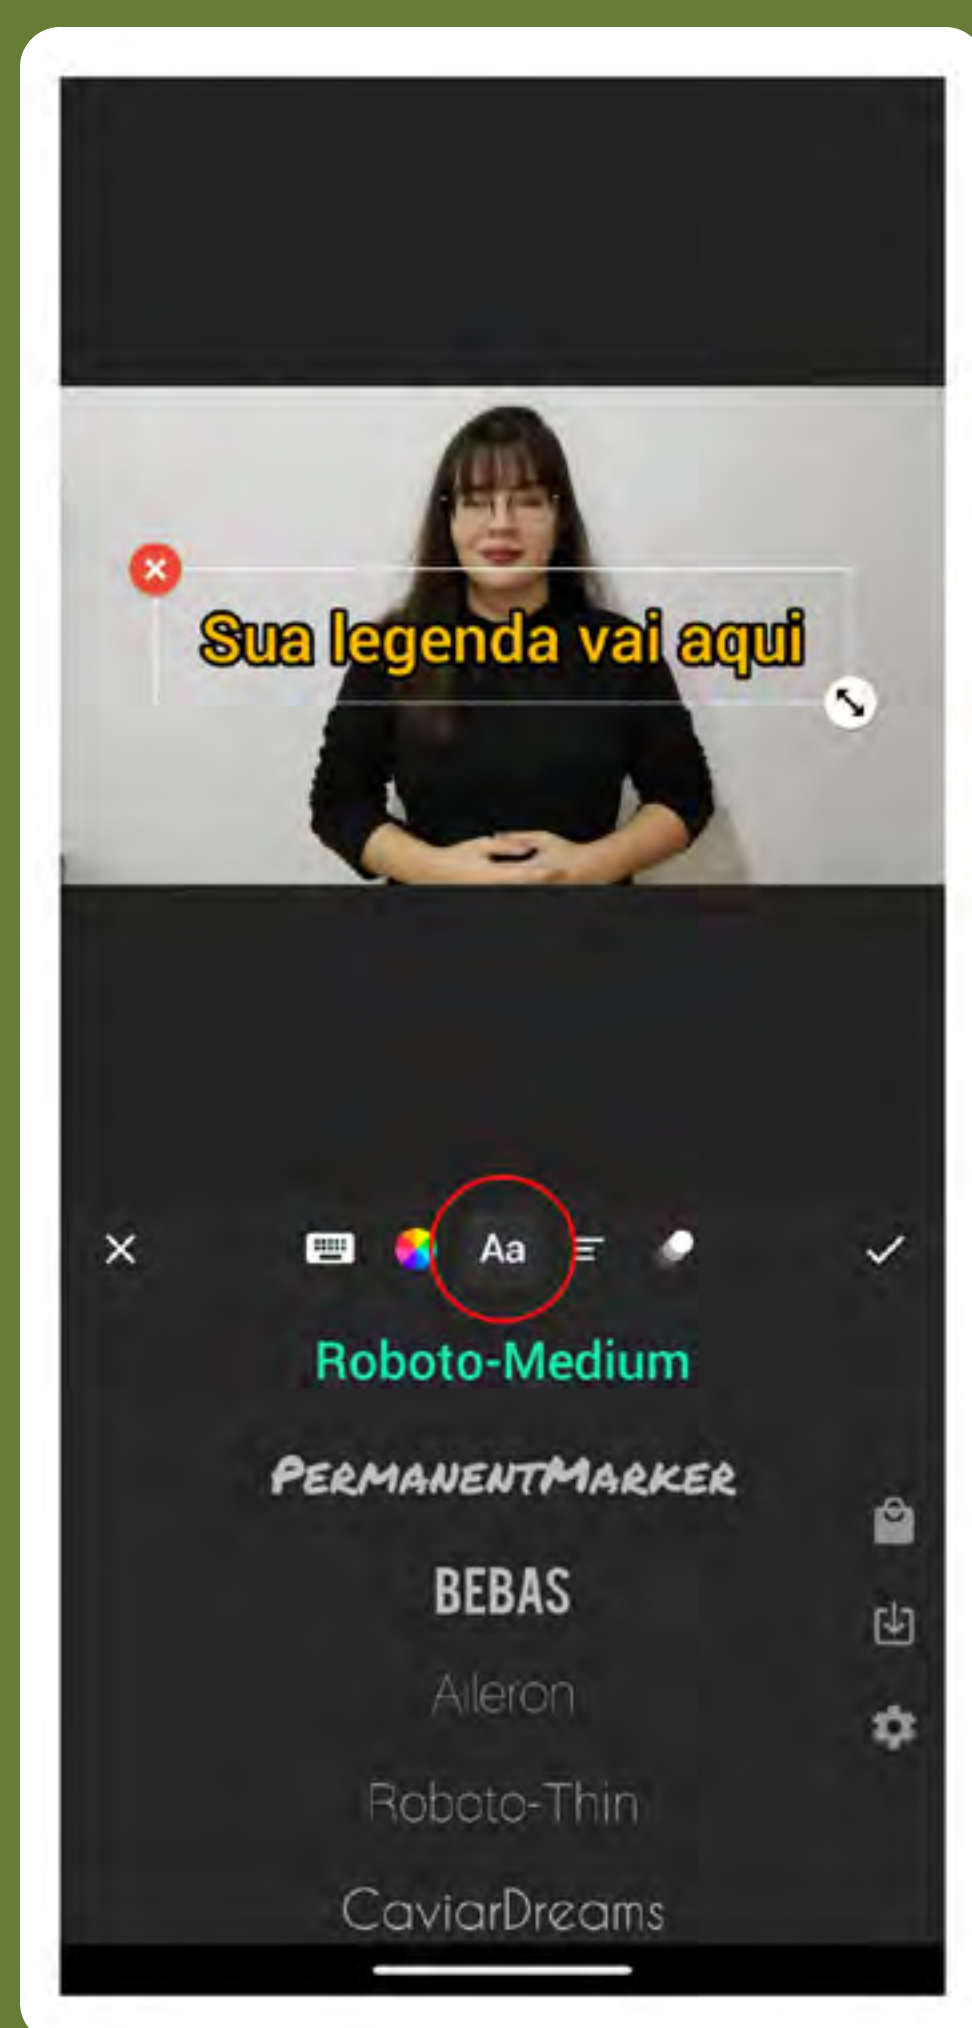 Sua legenda vai aqui
Aa
Roboto-Medium
PERMANENTMARKER
BEBAS
Aileron
Roboto-Thin
CaviarDreams